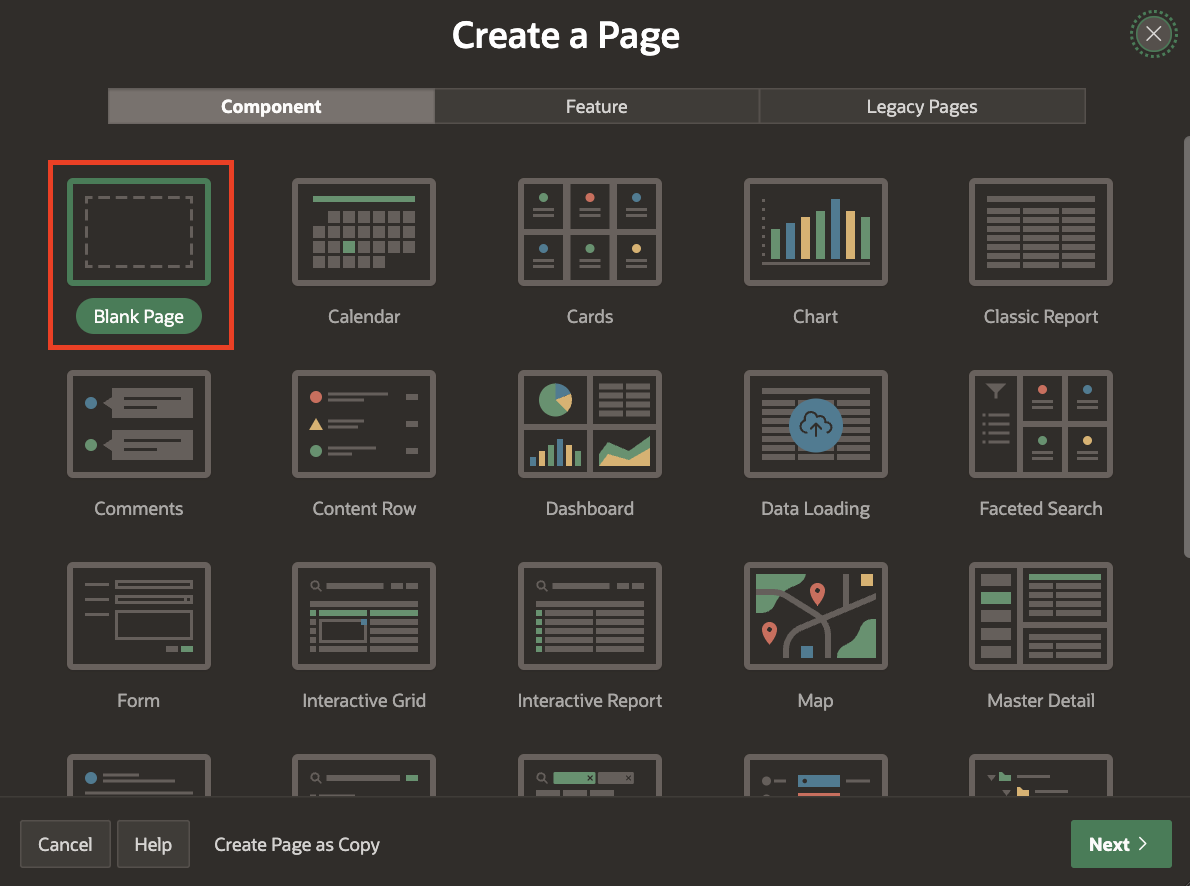 Create a Page
Component
Feature
Legacy Pages
Blank Page
Calendar
Cards
Chart
Classic Report
Comments
Content Row
Dashboard
Data Loading
Faceted Search
Form
Interactive Grid
Interactive Report
Map
Master Detail
Cancel
Help
Create Page as Copy
Next